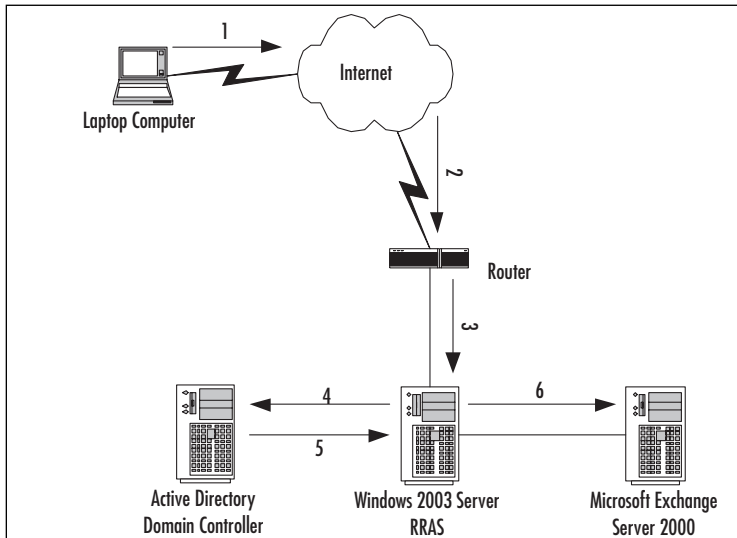 1
Internet
Laptop Computer
2
Router
3
4
6
5
Active Directory
Domain Controller
Windows 2003 Server
RRAS
Microsoft Exchange
Server 2000